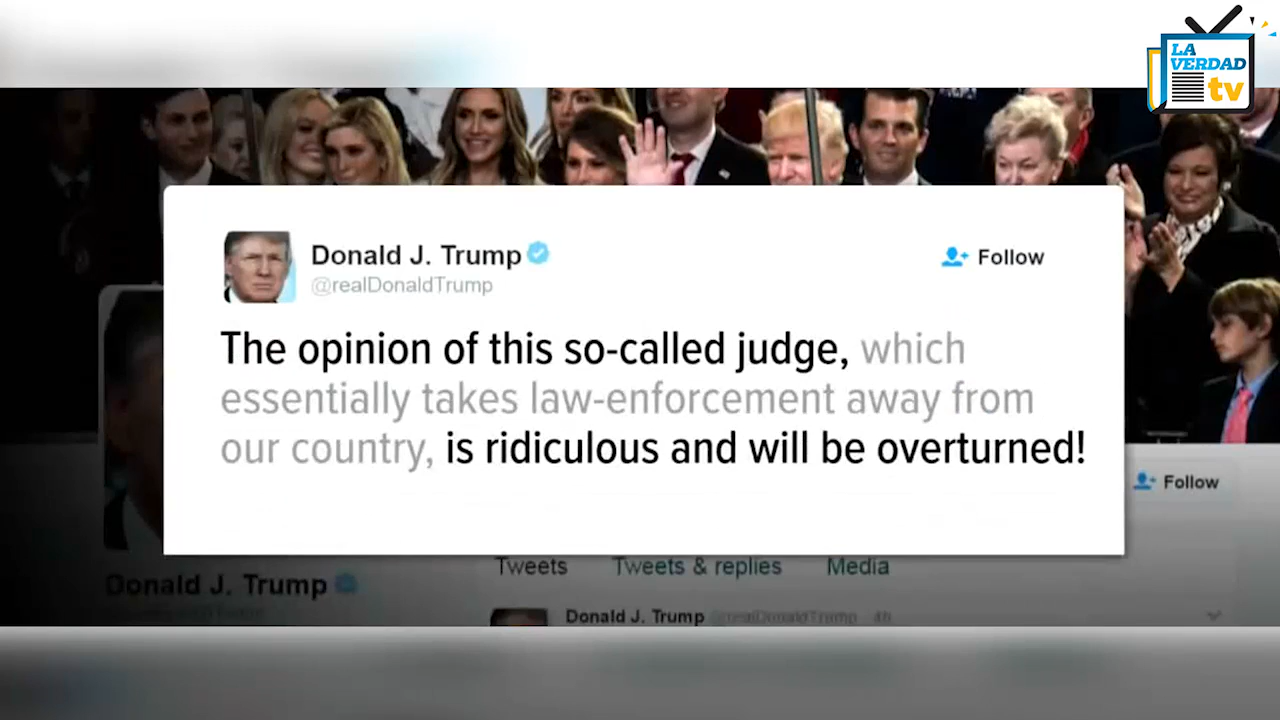 LA
VERDAD
tv
Donald J. Trump
Follow
@realDonaldTrump
The opinion of this so-called judge, which
essentially takes law-enforcement away from
our country, is ridiculous and will be overturned!
Follow
Tweets Tweets & replies Media
Donald J. Trump
Donald J. Trump @realDonaldTrump 4h